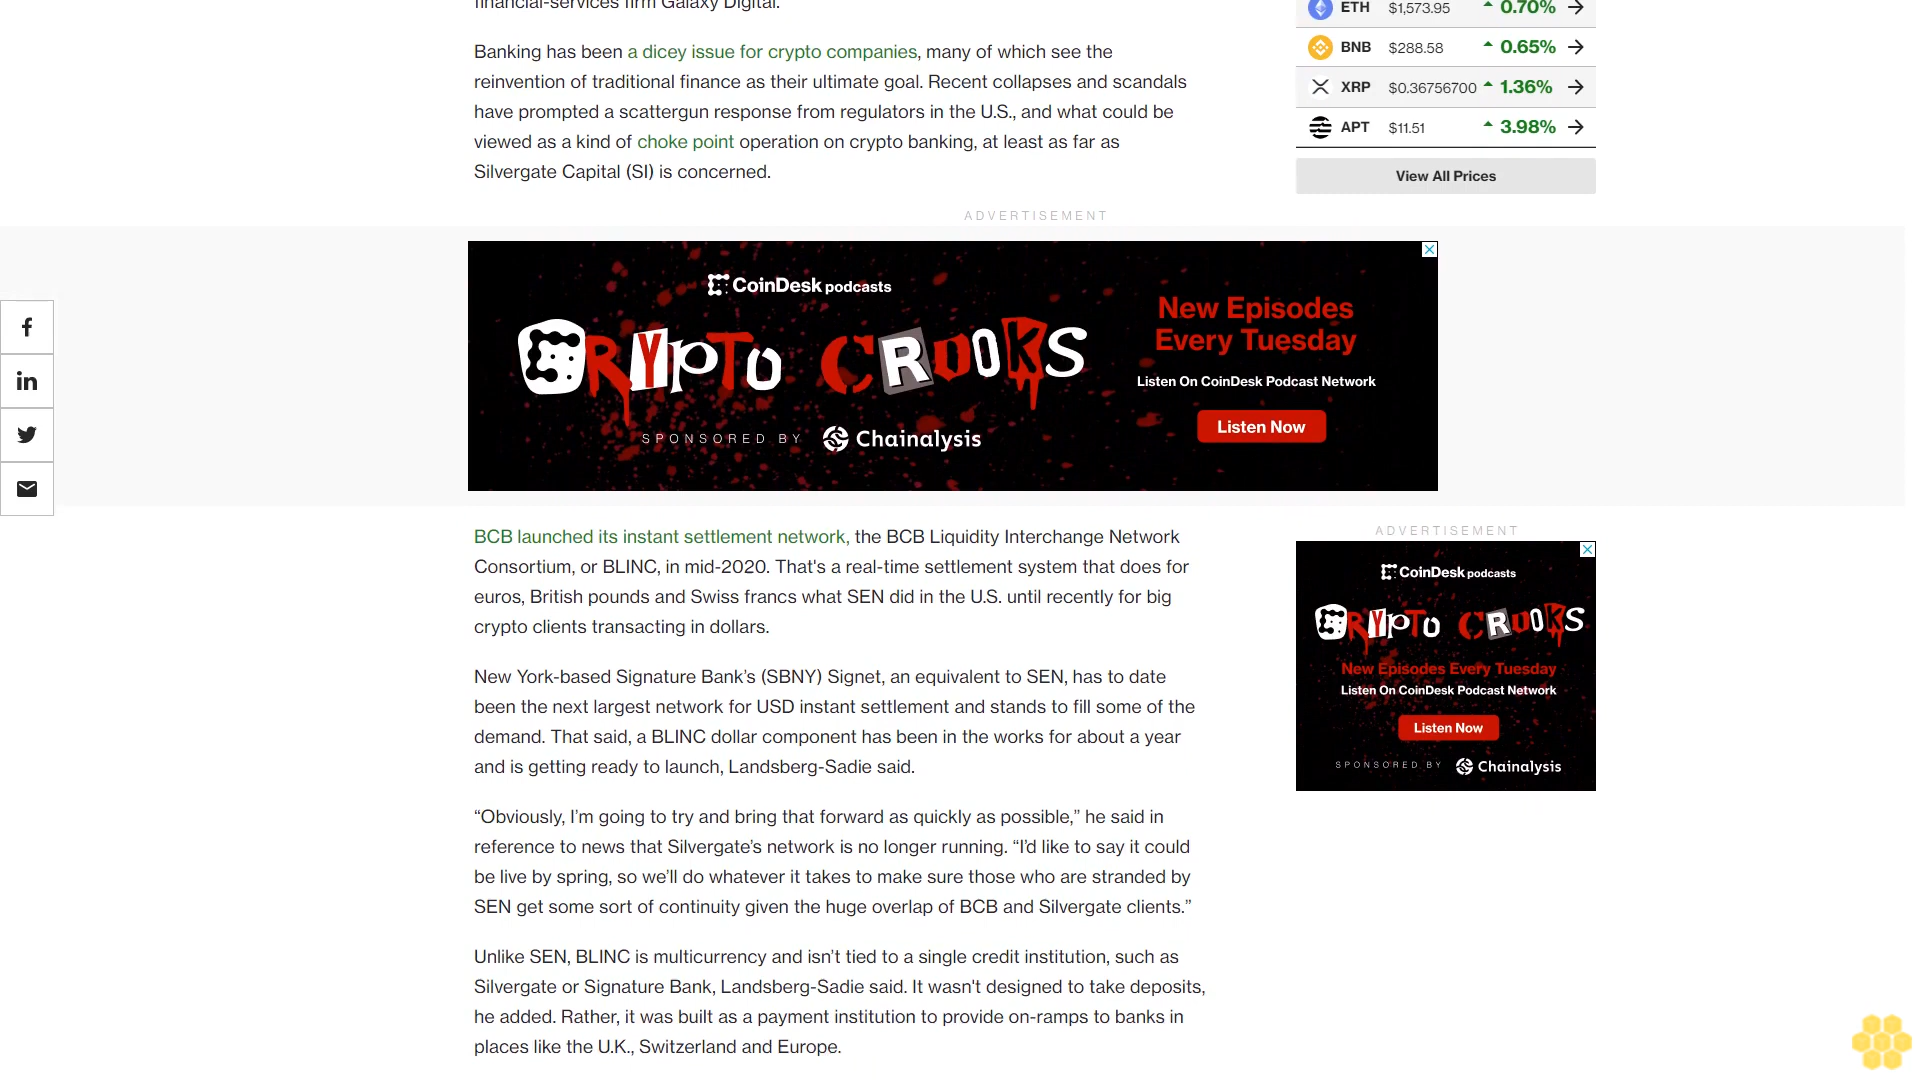 financial-services firm Galaxy Digital.
Banking has been a dicey issue for crypto companies, many of which see the
reinvention of traditional finance as their ultimate goal. Recent collapses and scandals
have prompted a scattergun response from regulators in the U.S., and what could be
viewed as a kind of choke point operation on crypto banking, at least as far as
Silvergate Capital (SI) is concerned.
ETH $1,573.95 0.70%
BNB $288.58 0.65%
XRP $0.36756700 1.36%
APT $11.51 3.98%
View All Prices
ADVERTISEMENT
CoinDesk podcasts
CRYPTO CROOKS
SPONSORED BY Chainalysis
New Episodes
Every Tuesday
Listen On CoinDesk Podcast Network
Listen Now
BCB launched its instant settlement network, the BCB Liquidity Interchange Network
Consortium, or BLINC, in mid-2020. That's a real-time settlement system that does for
euros, British pounds and Swiss francs what SEN did in the U.S. until recently for big
crypto clients transacting in dollars.
New York-based Signature Bank’s (SBNY) Signet, an equivalent to SEN, has to date
been the next largest network for USD instant settlement and stands to fill some of the
demand. That said, a BLINC dollar component has been in the works for about a year
and is getting ready to launch, Landsberg-Sadie said.
“Obviously, I’m going to try and bring that forward as quickly as possible,” he said in
reference to news that Silvergate’s network is no longer running. “I’d like to say it could
be live by spring, so we’ll do whatever it takes to make sure those who are stranded by
SEN get some sort of continuity given the huge overlap of BCB and Silvergate clients.”
Unlike SEN, BLINC is multicurrency and isn’t tied to a single credit institution, such as
Silvergate or Signature Bank, Landsberg-Sadie said. It wasn't designed to take deposits,
he added. Rather, it was built as a payment institution to provide on-ramps to banks in
places like the U.K., Switzerland and Europe.
ADVERTISEMENT
CoinDesk podcasts
CRYPTO CROOKS
New Episodes Every Tuesday
Listen On CoinDesk Podcast Network
Listen Now
SPONSORED BY Chainalysis